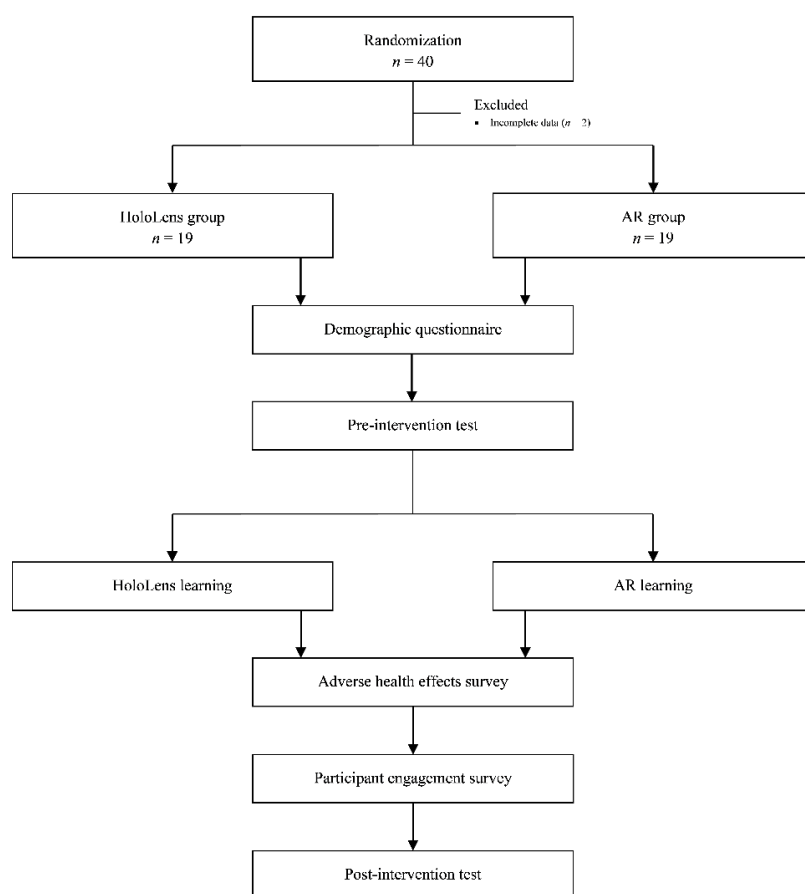 Randomization
n = 40
Excluded
▪ Incomplete data (n = 2)
HoloLens group
n = 19
AR group
n = 19
Demographic questionnaire
Pre-intervention test
HoloLens learning
AR learning
Adverse health effects survey
Participant engagement survey
Post-intervention test